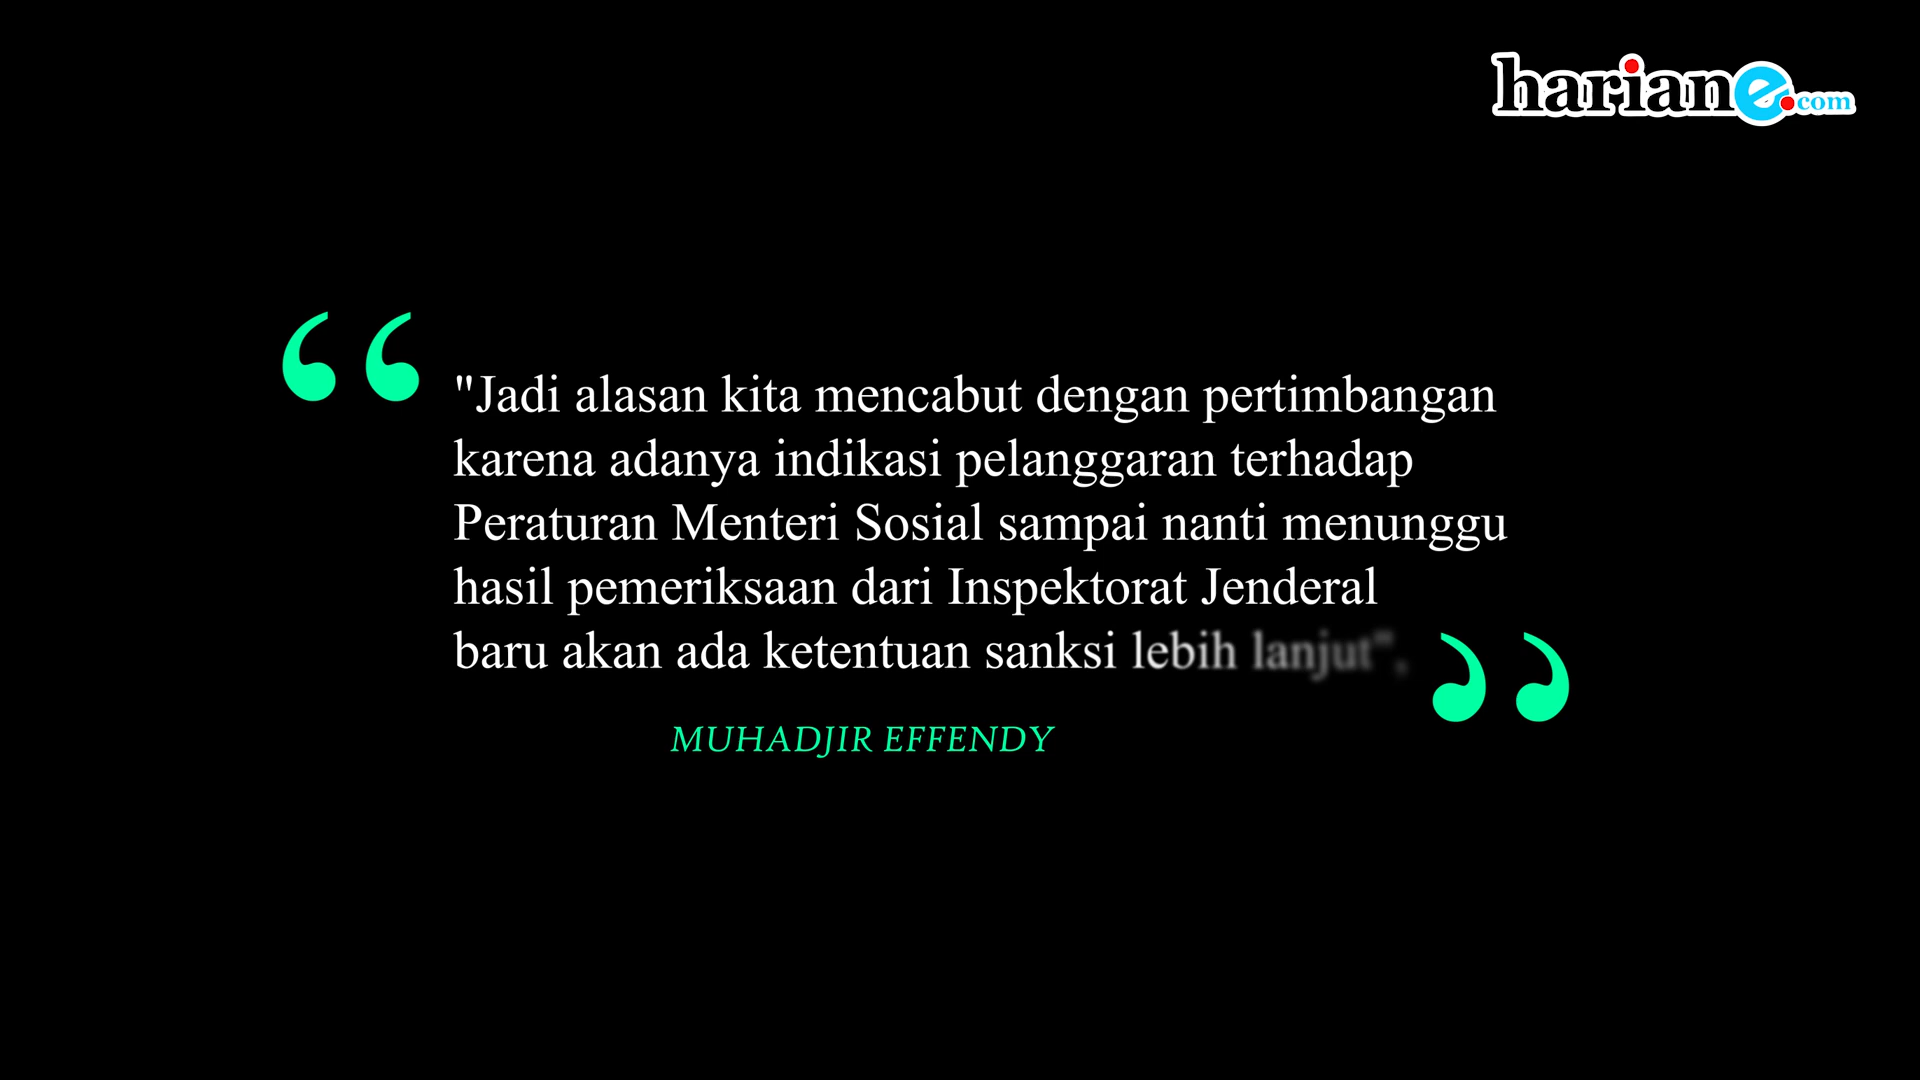 hariane.com
"Jadi alasan kita mencabut dengan pertimbangan
karena adanya indikasi pelanggaran terhadap
Peraturan Menteri Sosial sampai nanti menunggu
hasil pemeriksaan dari Inspektorat Jenderal
baru akan ada ketentuan sanksi lebih lanjut",
MUHADJIR EFFENDY